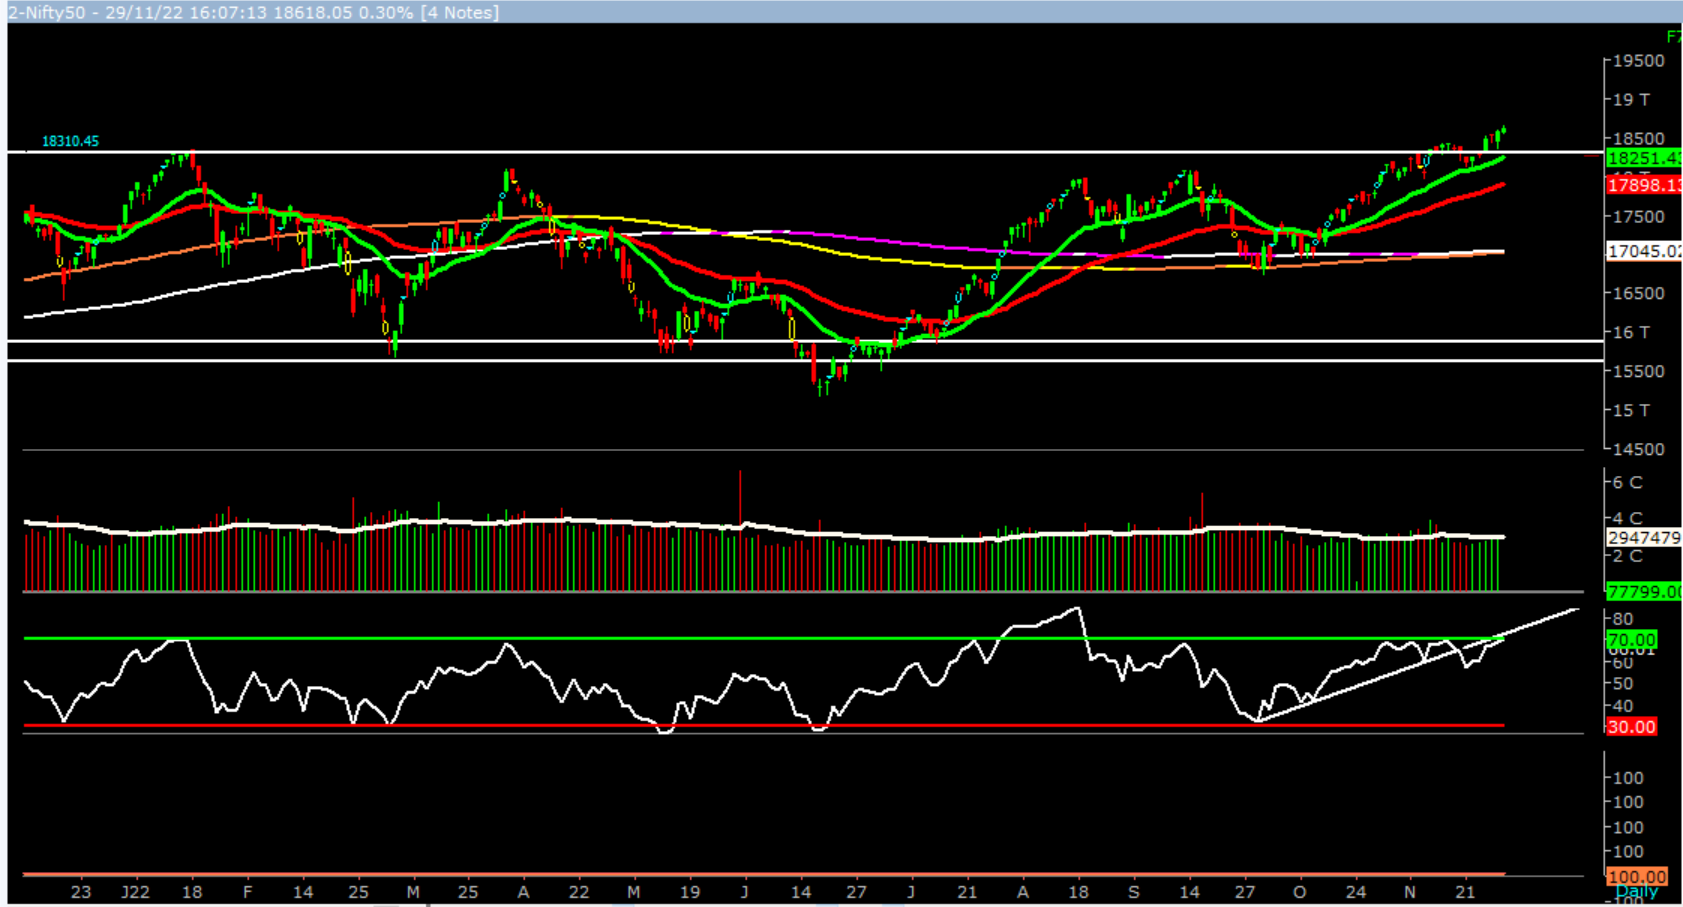 2-Nifty50 - 29/11/22 16:07:13 18618.05 0.30% [4 Notes]
19500
19 T
18310.45
18500
18251.43
17898.13
17500
17045.02
16500
16 T
15500
15 T
14500
6 C
4 C
2947479
2 C
77799.00
80
70.00
60
50
40
30.00
100
100
100
100
100.00
23 J22 18 F 14 25 M 25 A 22 M 19 J 14 27 J 21 A 18 S 14 27 O 24 N 21 Daily